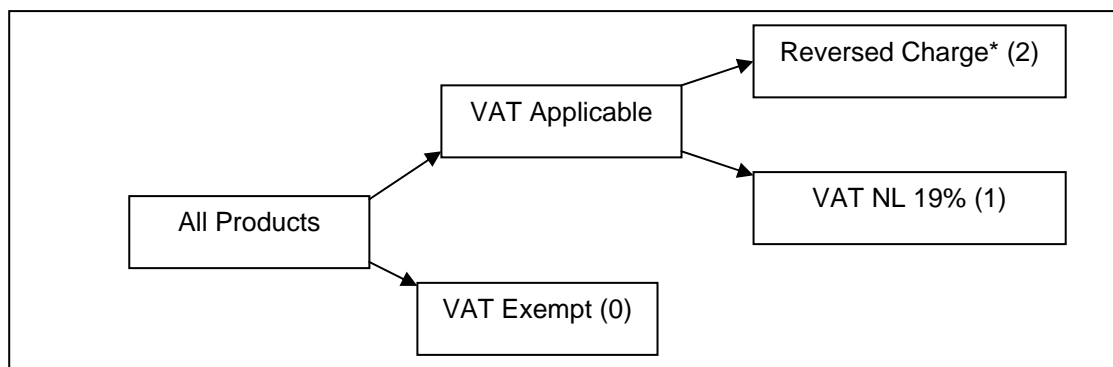 Reversed Charge* (2)
VAT Applicable
VAT NL 19% (1)
All Products
VAT Exempt (0)